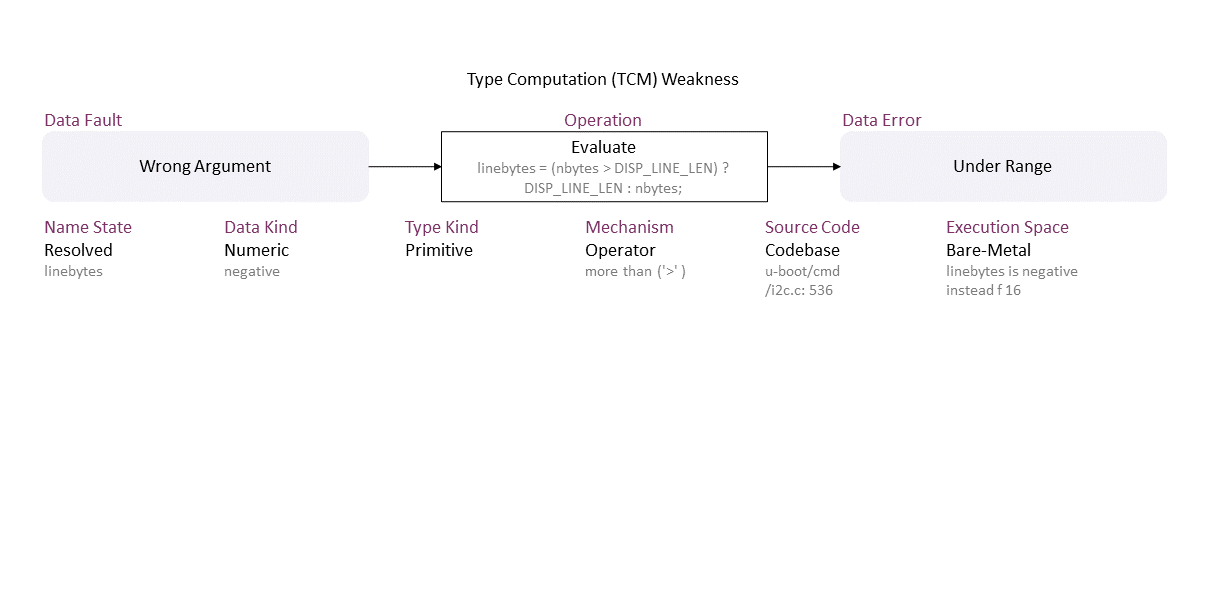 Type Computation (TCM) Weakness
Data Fault
Operation
Data Error
Wrong Argument
Evaluate
linebytes = (nbytes > DISP_LINE_LEN) ?
DISP_LINE_LEN : nbytes;
Under Range
Name State
Resolved
linebytes
Data Kind
Numeric
negative
Type Kind
Primitive
Mechanism
Operator
more than ('>' )
Source Code
Codebase
u-boot/cmd
/i2c.c: 536
Execution Space
Bare-Metal
linebytes is negative
instead f 16